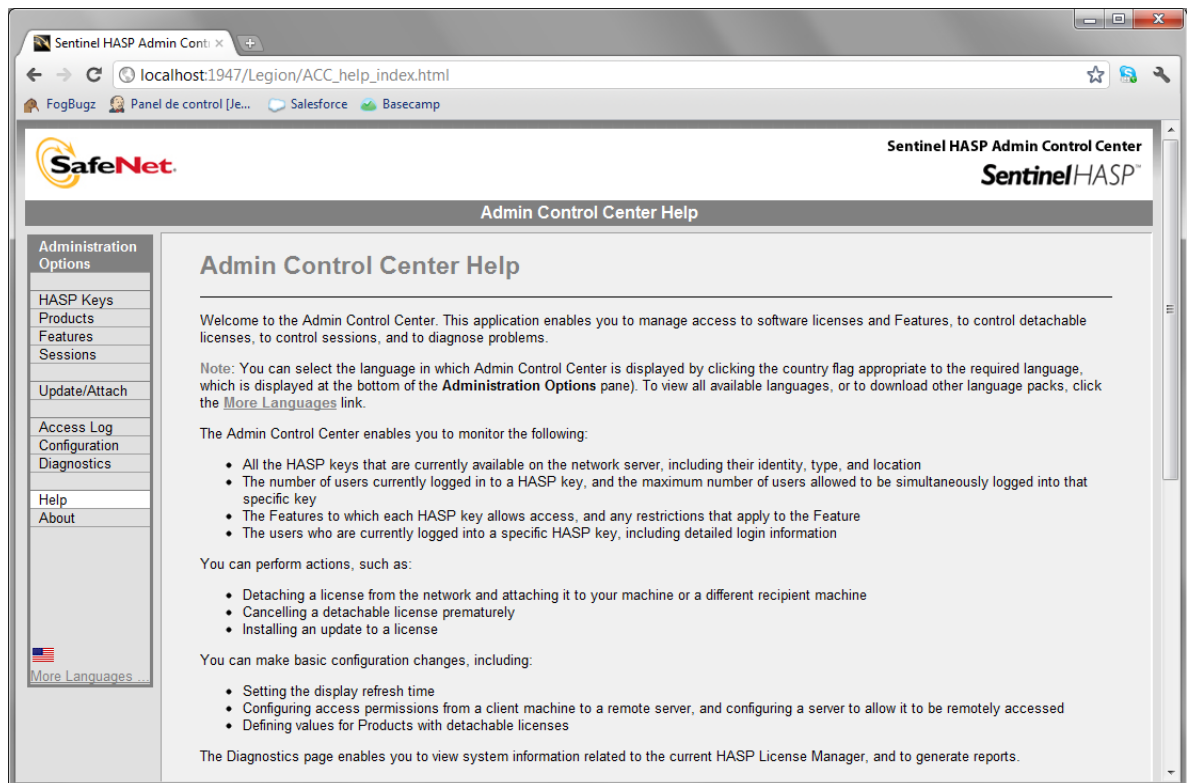 Sentinel HASP Admin Cont
localhost:1947/Legion/ACC_help_index.html
FogBugz Panel de control [Je... Salesforce Basecamp
SafeNet.
Sentinel HASP Admin Control Center
SentinelHASP™
Admin Control Center Help
Administration
Options
HASP Keys
Products
Features
Sessions
Update/Attach
Access Log
Configuration
Diagnostics
Help
About
More Languages ...
Admin Control Center Help
Welcome to the Admin Control Center. This application enables you to manage access to software licenses and Features, to control detachable
licenses, to control sessions, and to diagnose problems.
Note: You can select the language in which Admin Control Center is displayed by clicking the country flag appropriate to the required language,
which is displayed at the bottom of the Administration Options pane). To view all available languages, or to download other language packs, click
the More Languages link.
The Admin Control Center enables you to monitor the following:
• All the HASP keys that are currently available on the network server, including their identity, type, and location
• The number of users currently logged in to a HASP key, and the maximum number of users allowed to be simultaneously logged into that
specific key
• The Features to which each HASP key allows access, and any restrictions that apply to the Feature
• The users who are currently logged into a specific HASP key, including detailed login information
You can perform actions, such as:
• Detaching a license from the network and attaching it to your machine or a different recipient machine
• Cancelling a detachable license prematurely
• Installing an update to a license
You can make basic configuration changes, including:
• Setting the display refresh time
• Configuring access permissions from a client machine to a remote server, and configuring a server to allow it to be remotely accessed
• Defining values for Products with detachable licenses
The Diagnostics page enables you to view system information related to the current HASP License Manager, and to generate reports.